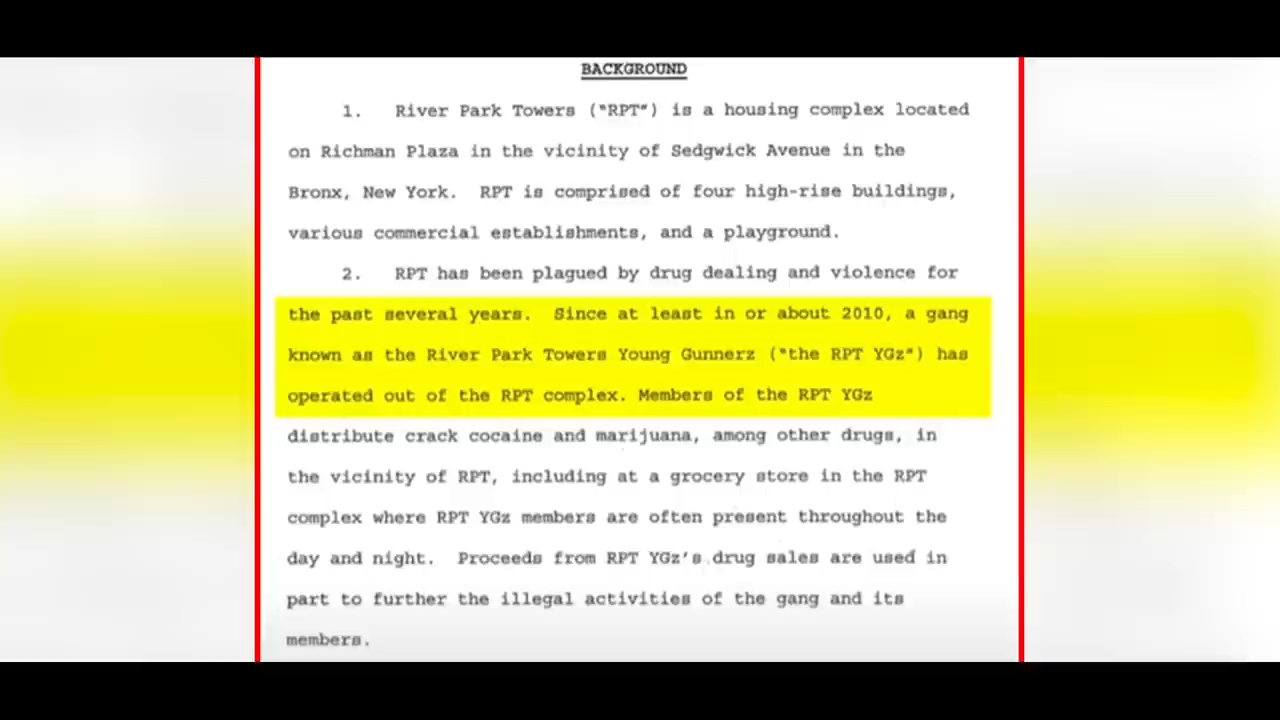 BACKGROUND
1. River Park Towers ("RPT") is a housing complex located
on Richman Plaza in the vicinity of Sedgwick Avenue in the
Bronx, New York. RPT is comprised of four high-rise buildings,
various commercial establishments, and a playground.
2. RPT has been plagued by drug dealing and violence for
the past several years. Since at least in or about 2010, a gang
known as the River Park Towers Young Gunnerz ("the RPT YGz") has
operated out of the RPT complex. Members of the RPT YGz
distribute crack cocaine and marijuana, among other drugs, in
the vicinity of RPT, including at a grocery store in the RPT
complex where RPT YGz members are often present throughout the
day and night. Proceeds from RPT YGz's drug sales are used in
part to further the illegal activities of the gang and its
members.